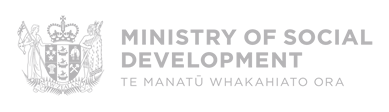 MINISTRY OF SOCIAL
DEVELOPMENT
TE MANATŪ WHAKAHIATO ORA